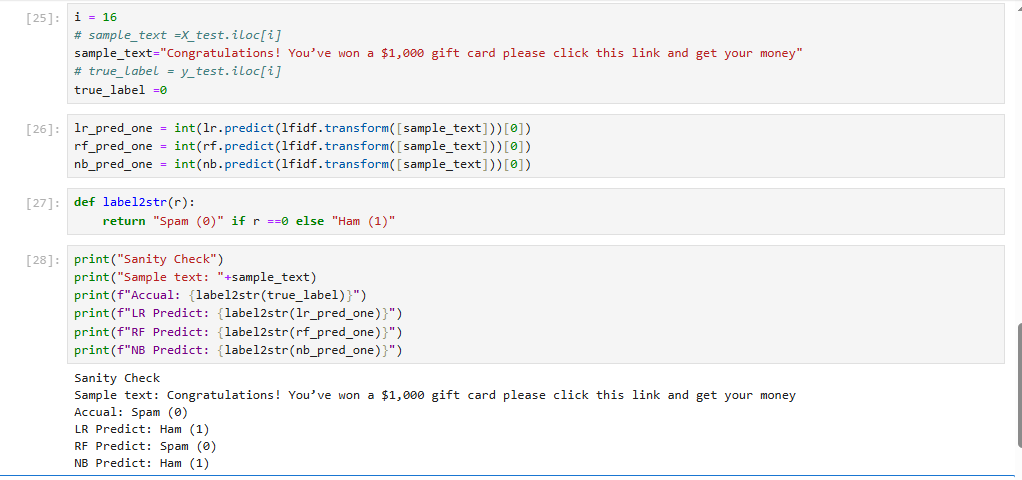 [25]: i = 16
# sample_text =X_test.iloc[i]
sample_text="Congratulations! You’ve won a $1,000 gift card please click this link and get your money"
# true_label = y_test.iloc[i]
true_label =0
[26]: lr_pred_one = int(lr.predict(lfidf.transform([sample_text]))[0])
rf_pred_one = int(rf.predict(lfidf.transform([sample_text]))[0])
nb_pred_one = int(nb.predict(lfidf.transform([sample_text]))[0])
[27]: def label2str(r):
    return "Spam (0)" if r ==0 else "Ham (1)"
[28]: print("Sanity Check")
print("Sample text: "+sample_text)
print(f"Accual: {label2str(true_label)}")
print(f"LR Predict: {label2str(lr_pred_one)}")
print(f"RF Predict: {label2str(rf_pred_one)}")
print(f"NB Predict: {label2str(nb_pred_one)}")
Sanity Check
Sample text: Congratulations! You’ve won a $1,000 gift card please click this link and get your money
Accual: Spam (0)
LR Predict: Ham (1)
RF Predict: Spam (0)
NB Predict: Ham (1)